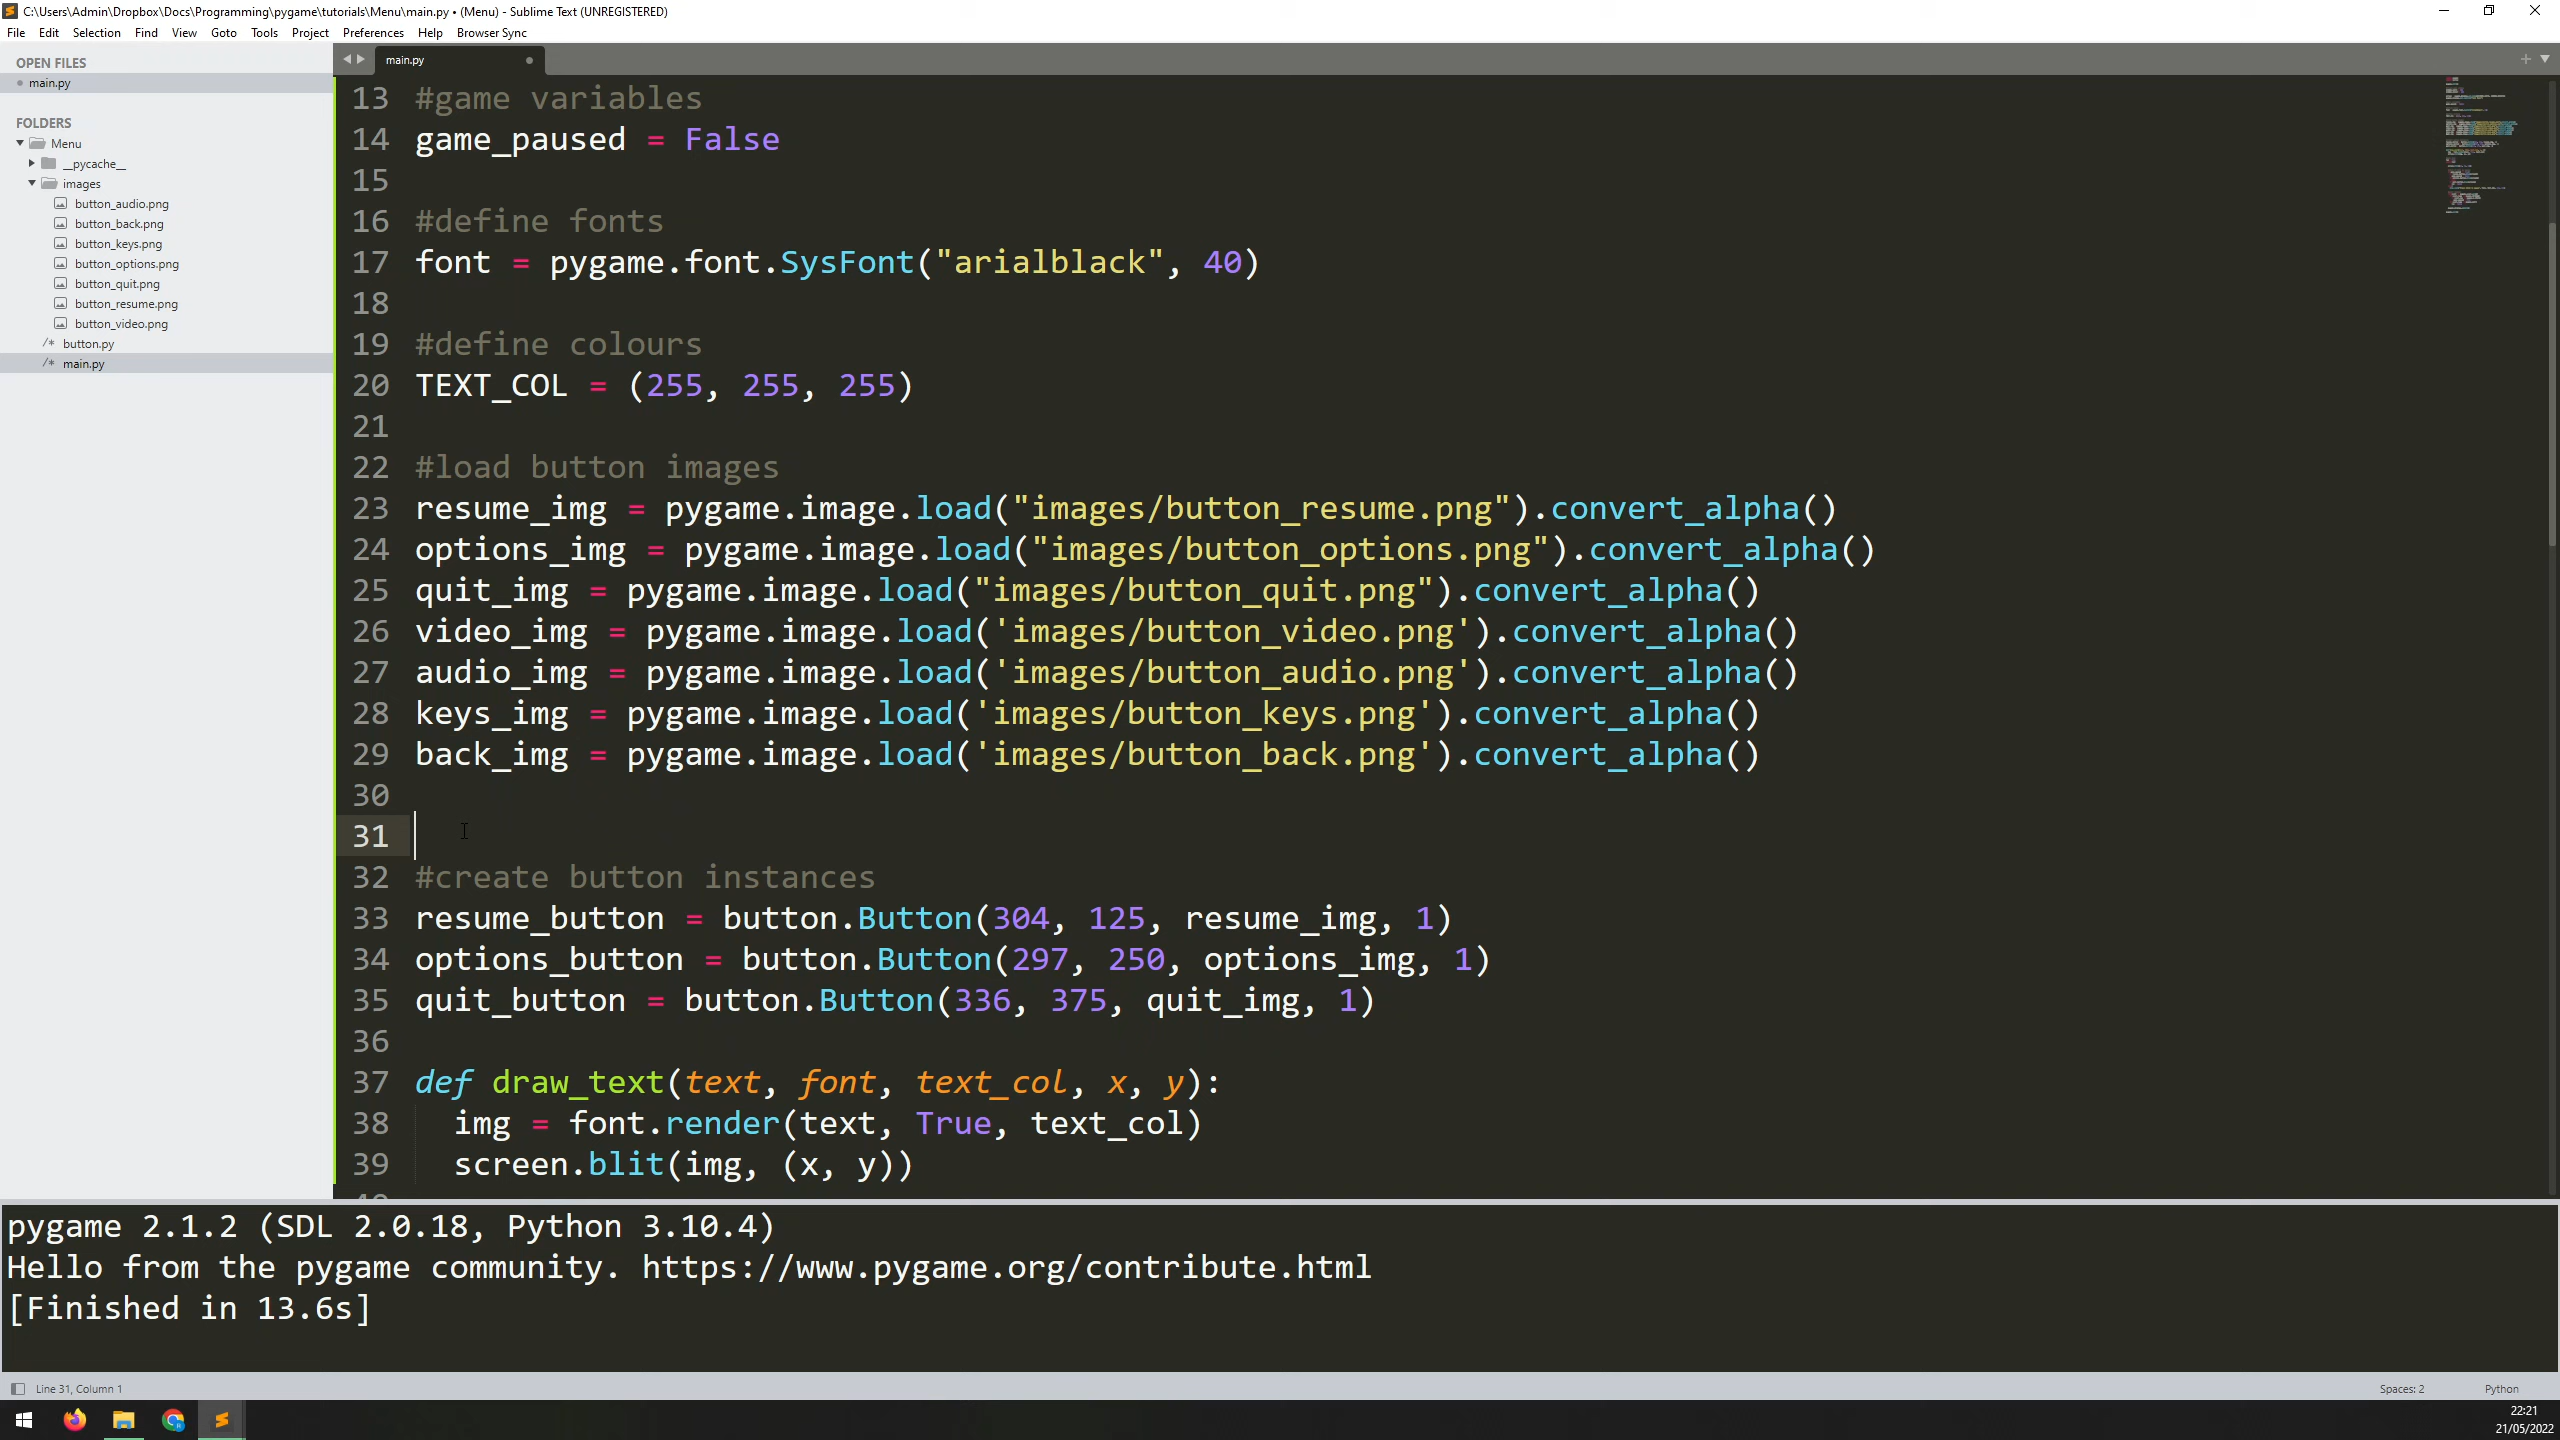 C:\Users\Admin\Dropbox\Docs\Programming\pygame\tutorials\Menu\main.py • (Menu) - Sublime Text (UNREGISTERED)
File Edit Selection Find View Goto Tools Project Preferences Help Browser Sync
OPEN FILES
main.py
FOLDERS
Menu
__pycache__
images
button_audio.png
button_back.png
button_keys.png
button_options.png
button_quit.png
button_resume.png
button_video.png
/* button.py
/* main.py
main.py
13 #game variables
14 game_paused = False
15
16 #define fonts
17 font = pygame.font.SysFont("arialblack", 40)
18
19 #define colours
20 TEXT_COL = (255, 255, 255)
21
22 #load button images
23 resume_img = pygame.image.load("images/button_resume.png").convert_alpha()
24 options_img = pygame.image.load("images/button_options.png").convert_alpha()
25 quit_img = pygame.image.load("images/button_quit.png").convert_alpha()
26 video_img = pygame.image.load('images/button_video.png').convert_alpha()
27 audio_img = pygame.image.load('images/button_audio.png').convert_alpha()
28 keys_img = pygame.image.load('images/button_keys.png').convert_alpha()
29 back_img = pygame.image.load('images/button_back.png').convert_alpha()
30
31
32 #create button instances
33 resume_button = button.Button(304, 125, resume_img, 1)
34 options_button = button.Button(297, 250, options_img, 1)
35 quit_button = button.Button(336, 375, quit_img, 1)
36
37 def draw_text(text, font, text_col, x, y):
38 img = font.render(text, True, text_col)
39 screen.blit(img, (x, y))
pygame 2.1.2 (SDL 2.0.18, Python 3.10.4)
Hello from the pygame community. https://www.pygame.org/contribute.html
[Finished in 13.6s]
Line 31, Column 1
Spaces: 2
Python
22:21
21/05/2022